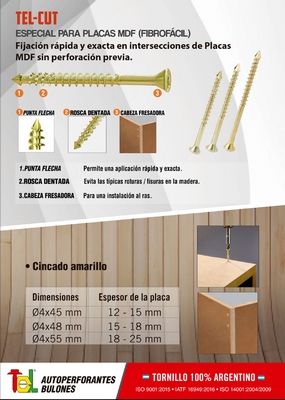 TEL-CUT
ESPECIAL PARA PLACAS MDF (FIBROFÁCIL)
Fijación rápida y exacta en intersecciones de Placas
MDF sin perforación previa.
1 2 3
1 PUNTA FLECHA 2 ROSCA DENTADA 3 CABEZA FRESADORA
1.PUNTA FLECHA Permite una aplicación rápida y exacta.
2.ROSCA DENTADA Evita las típicas roturas / fisuras en la madera.
3.CABEZA FRESADORA Para una instalación al ras.
• Cincado amarillo
Dimensiones Espesor de la placa
Ø4x45 mm 12 - 15 mm
Ø4x48 mm 15 - 18 mm
Ø4x55 mm 18 - 25 mm
TEL AUTOPERFORANTES
BULONES
TORNILLO 100% ARGENTINO
ISO 9001:2015 • IATF 16949:2016 • ISO 14001:2004/2009